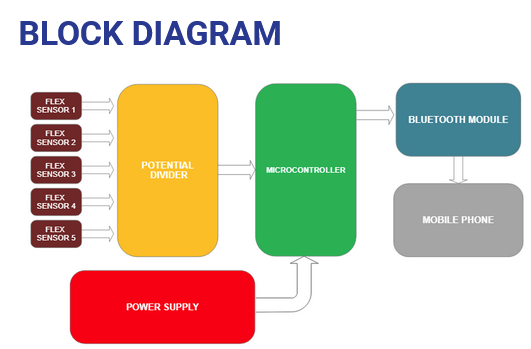 BLOCK DIAGRAM
FLEX
SENSOR 1
FLEX
SENSOR 2
FLEX
SENSOR 3
FLEX
SENSOR 4
FLEX
SENSOR 5
POTENTIAL
DIVIDER
MICROCONTROLLER
BLUETOOTH MODULE
MOBILE PHONE
POWER SUPPLY